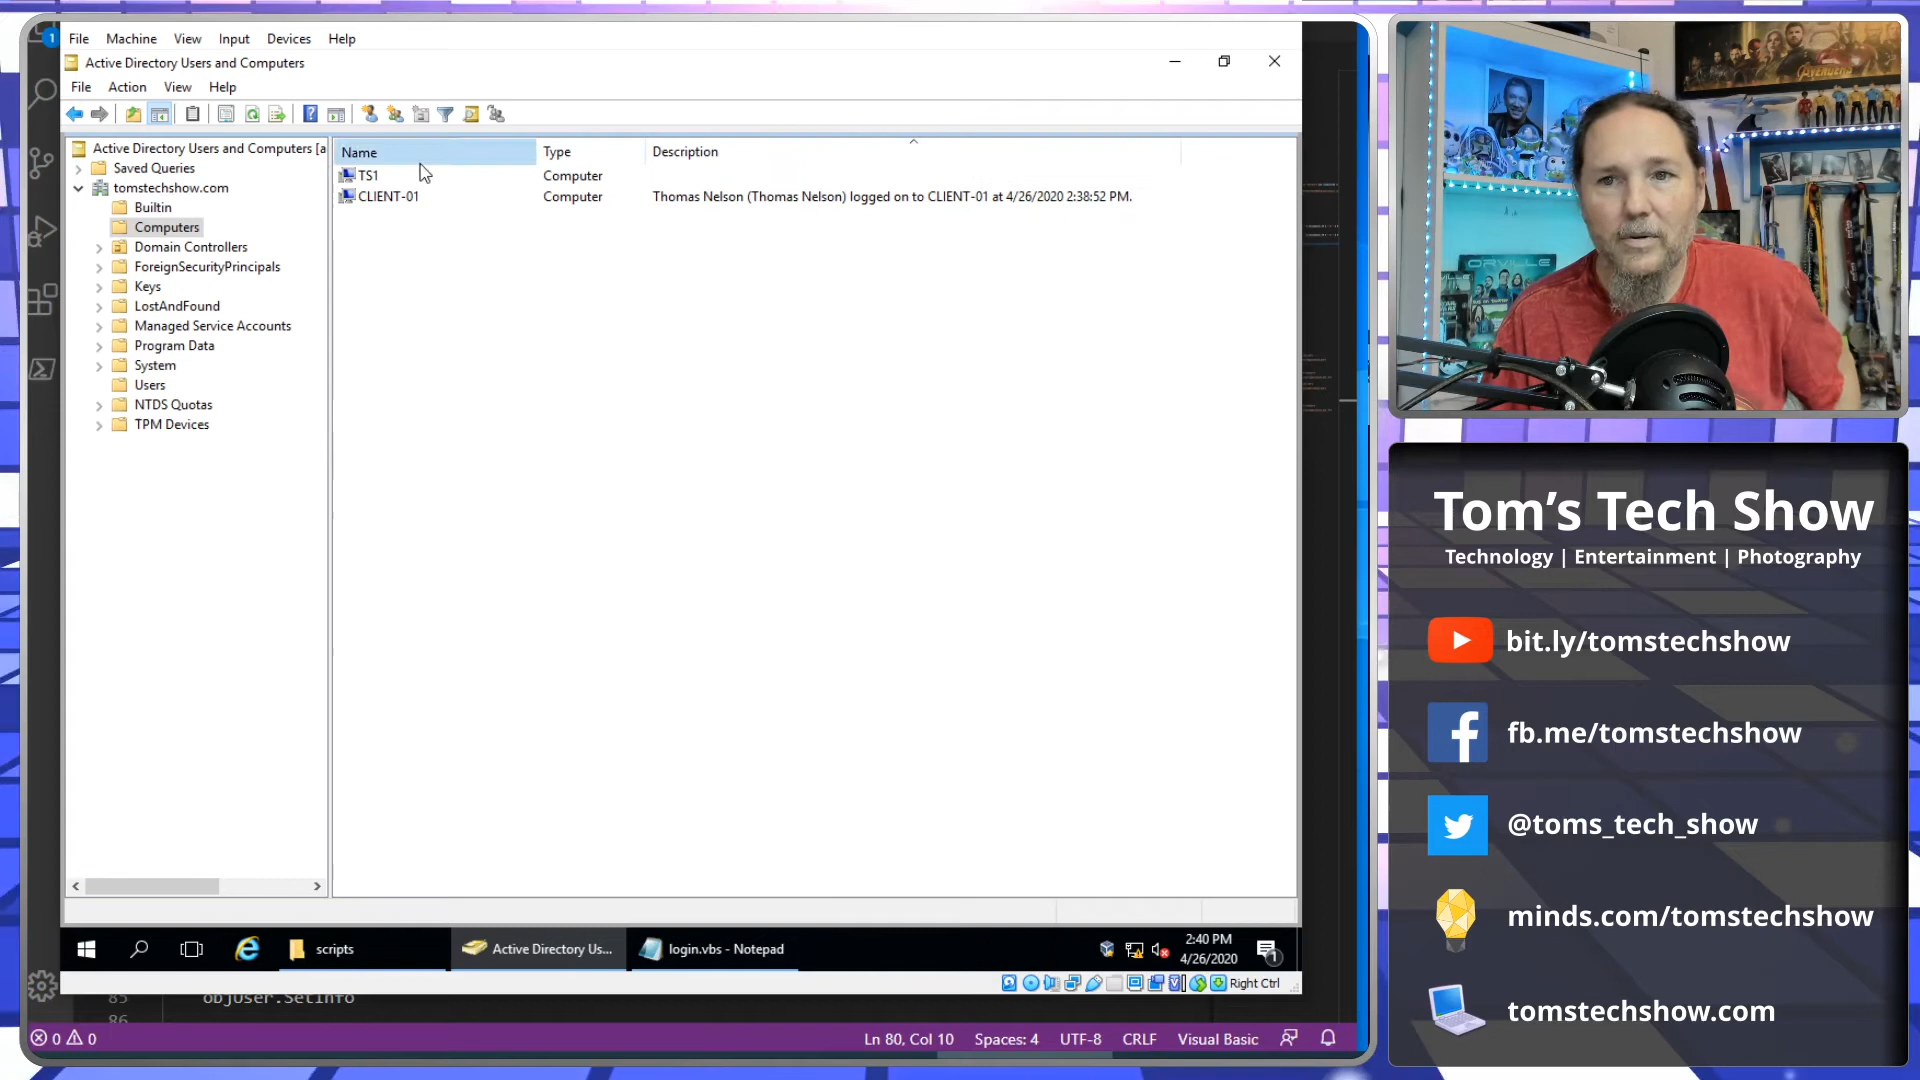 1
File Machine View Input Devices Help
Active Directory Users and Computers
File Action View Help
Active Directory Users and Computers [a
Saved Queries
tomstechshow.com
Builtin
Computers
Domain Controllers
ForeignSecurityPrincipals
Keys
LostAndFound
Managed Service Accounts
Program Data
System
Users
NTDS Quotas
TPM Devices
Name Type Description
TS1 Computer
CLIENT-01 Computer Thomas Nelson (Thomas Nelson) logged on to CLIENT-01 at 4/26/2020 2:38:52 PM.
scripts
Active Directory Us...
login.vbs - Notepad
2:40 PM
4/26/2020
1
Right Ctrl
85 objUser.SetInfo
86
0 0
Ln 80, Col 10 Spaces: 4 UTF-8 CRLF Visual Basic
AVENGERS
ORVILLE
Tom's Tech Show
Technology | Entertainment | Photography
bit.ly/tomstechshow
fb.me/tomstechshow
@toms_tech_show
minds.com/tomstechshow
tomstechshow.com